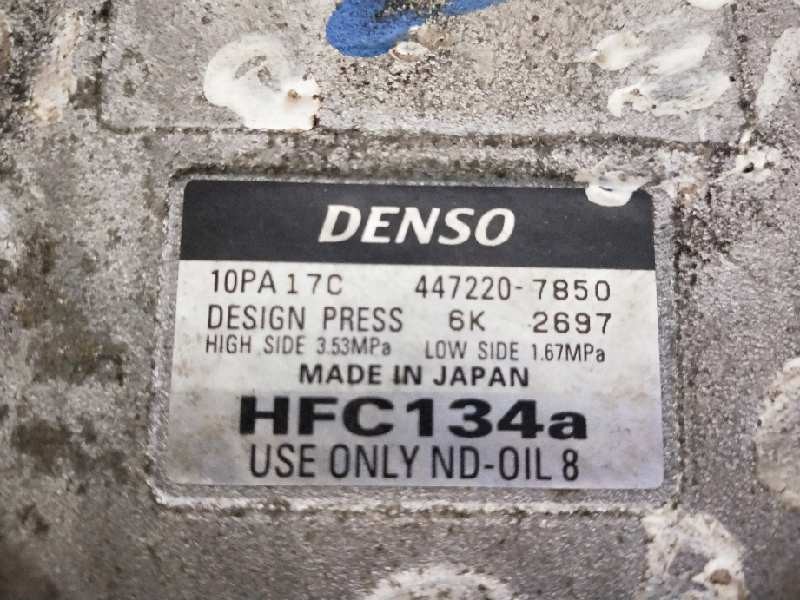 DENSO
10PA17C 447220-7850
DESIGN PRESS 6K 2697
HIGH SIDE 3.53MPa LOW SIDE 1.67MPa
MADE IN JAPAN
HFC134a
USE ONLY ND-OIL 8